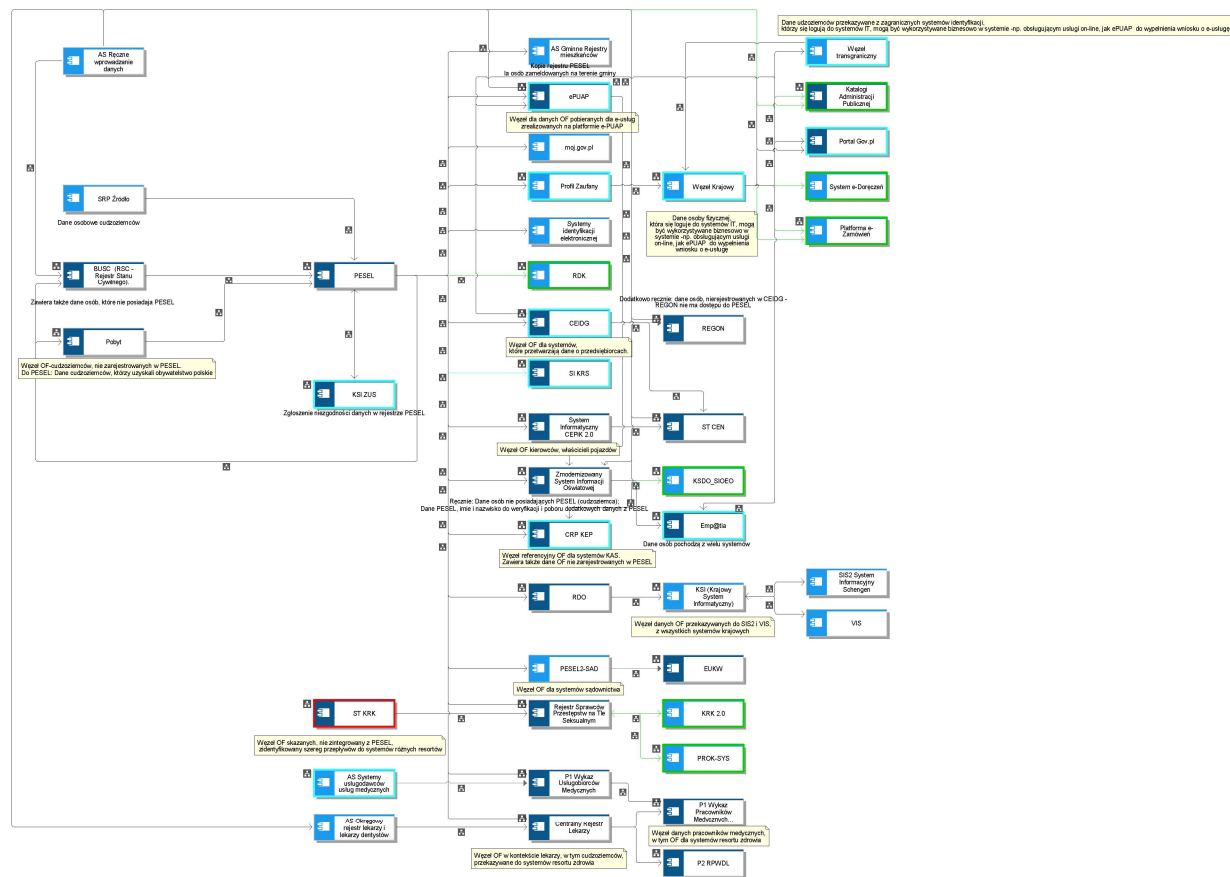 Dane udzoziemców przekazywane z zagranicznych systemów identyfikacji,
którzy się logują do systemów IT, mogą być wykorzystywane biznesowo w systemie -np. obsługującym usługi on-line, jak ePUAP do wypełnienia wniosku o e-usługę
AS Ręczne
wprowadzanie
danych
AS Gminne Rejestry
mieszkańców
Kopie rejestru PESEL
la osób zameldowanych na terenie gminy
Węzeł
transgraniczny
ePUAP
Katalogi
Administracji
Publicznej
Węzeł dla danych OF pobieranych dla e-usług
zrealizowanych na platformie e-PUAP
moj.gov.pl
Portal Gov.pl
SRP Źródło
Dane osobowe cudzoziemców
Profil Zaufany
Węzeł Krajowy
System e-Doręczeń
Systemy
identyfikacji
elektronicznej
Dane osoby fizycznej,
która się loguje do systemów IT, mogą
być wykorzystywane biznesowo w
systemie -np. obsługującym usługi
on-line, jak ePUAP do wypełnienia
wniosku o e-usługę
Platforma e-
Zamówień
BUSC (RSC -
Rejestr Stanu
Cywilnego).
Zawiera także dane osób, które nie posiadają PESEL
PESEL
RDK
Dodatkowo ręcznie: dane osób, nierejestrowanych w CEIDG -
REGON nie ma dostępu do PESEL
CEIDG
REGON
Pobyt
Węzeł OF-cudzoziemców, nie zarejestrowanych w PESEL.
Do PESEL: Dane cudzoziemców, którzy uzyskali obywatelstwo polskie
Węzeł OF dla systemów,
które przetwarzają dane o przedsiębiorcach.
SI KRS
KSI ZUS
Zgłoszenie niezgodności danych w rejestrze PESEL
System
Informatyczny
CEPiK 2.0
ST CEN
Węzeł OF kierowców, właścicieli pojazdów
Zmodernizowany
System Informacji
Oświatowej
KSDO_SIOEO
Ręcznie: Dane osób nie posiadających PESEL (cudzoziemca);
Dane PESEL, imie i nazwisko do weryfikacji i poboru dodatkowych danych z PESEL
CRP KEP
Emp@tia
Dane osób pochodzą z wielu systemów
Węzeł referencyjny OF dla systemów KAS.
Zawiera także dane OF nie zarejestrowanych w PESEL
RDO
KSI (Krajowy
System
Informatyczny)
SIS2 System
Informacyjny
Schengen
VIS
Węzeł danych OF przekazywanych do SIS2 i VIS,
z wszystkich systemów krajowych
PESEL2-SAD
EUKW
Węzeł OF dla systemów sądownictwa
ST KRK
Rejestr Sprawców
Przestępstw na Tle
Seksualnym
KRK 2.0
Węzeł OF skazanych, nie zintegrowany z PESEL,
zidentyfikowany szereg przepływów do systemów różnych resortów
PROK-SYS
AS Systemy
usługodawców
usług medycznych
P1 Wykaz
Usługobiorców
Medycznych
P1 Wykaz
Pracowników
Medycznych...
AS Okręgowy
rejestr lekarzy i
lekarzy dentystów
Centralny Rejestr
Lekarzy
Węzeł danych pracowników medycznych,
w tym OF dla systemów resortu zdrowia
Węzeł OF w kontekście lekarzy, w tym cudzoziemców,
przekazywane do systemów resortu zdrowia
P2 RPWDL